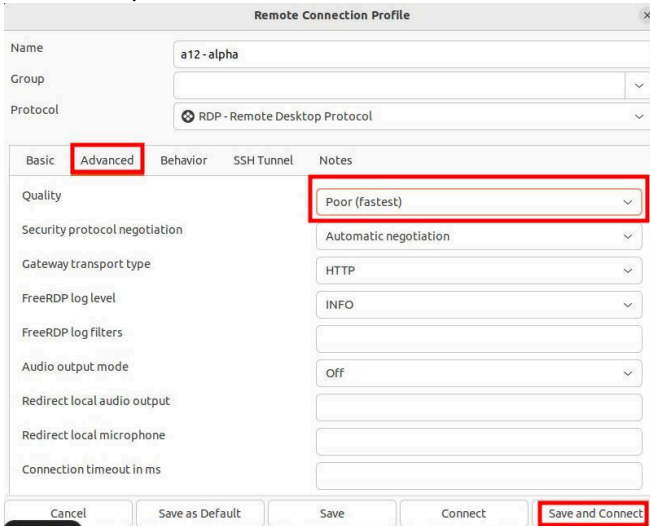 Remote Connection Profile
Name
a12 - alpha
Group
Protocol
RDP - Remote Desktop Protocol
Basic Advanced Behavior SSH Tunnel Notes
Quality
Poor (fastest)
Security protocol negotiation
Automatic negotiation
Gateway transport type
HTTP
FreeRDP log level
INFO
FreeRDP log filters
Audio output mode
Off
Redirect local audio output
Redirect local microphone
Connection timeout in ms
Cancel Save as Default Save Connect Save and Connect